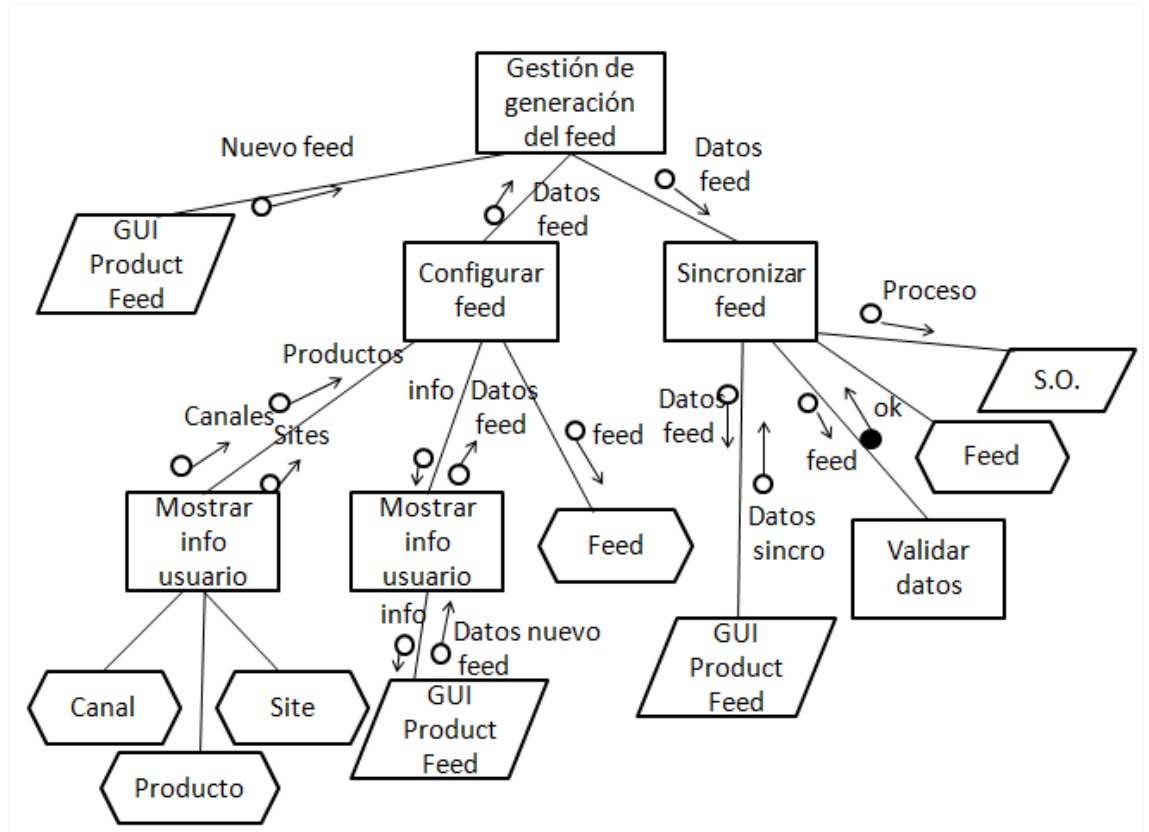 Gestión de
generación
del feed
Nuevo feed
Datos
feed
Datos
feed
GUI
Product
Feed
Configurar
feed
Sincronizar
feed
Proceso
S.O.
Productos
Canales
Sites
info
Datos
feed
feed
Datos
feed
feed
ok
Feed
Mostrar
info
usuario
Mostrar
info
usuario
Feed
Datos
sincro
Validar
datos
info
Datos nuevo
feed
Canal
Site
Producto
GUI
Product
Feed
GUI
Product
Feed